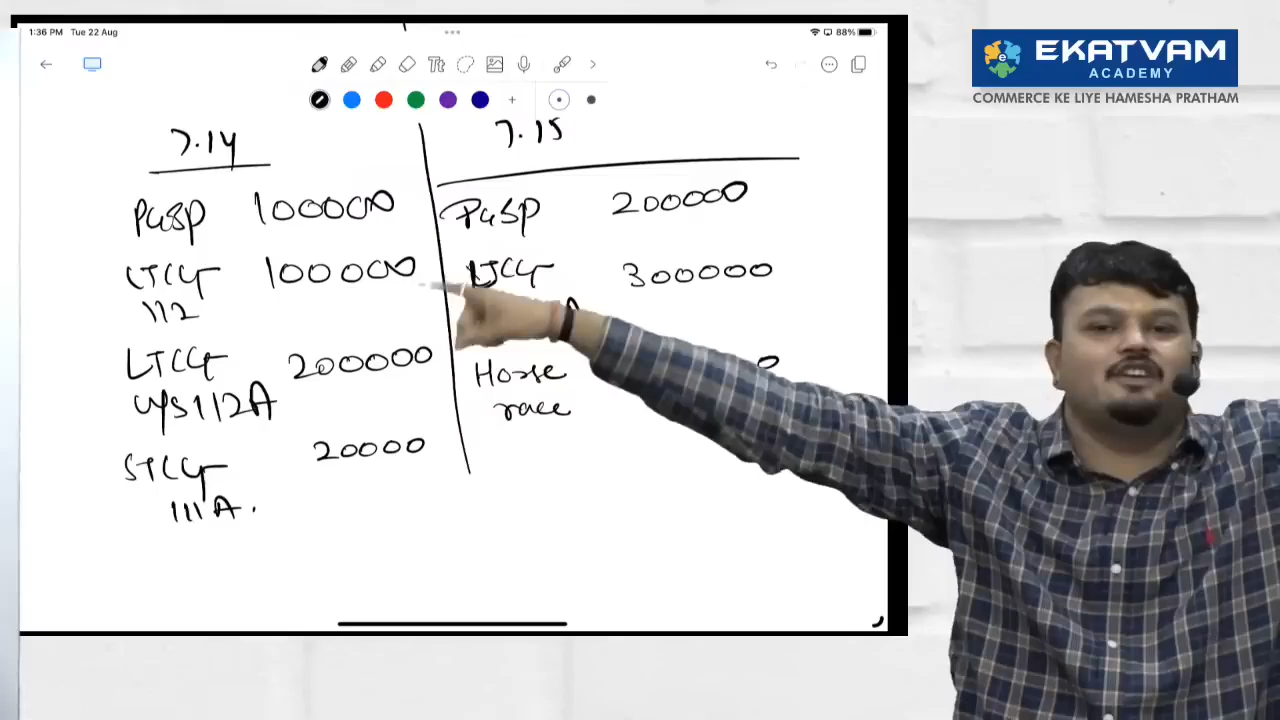 1:36 PM Tue 22 Aug
88%
EKATVAM
ACADEMY
COMMERCE KE LIYE HAMESHA PRATHAM
7.14
PGBP 100000
LTCG 100000
112
LTCG 200000
u/s 112A
STCG 20000
111A.
7.15
PGBP 200000
LTCG 300000
Horse
race